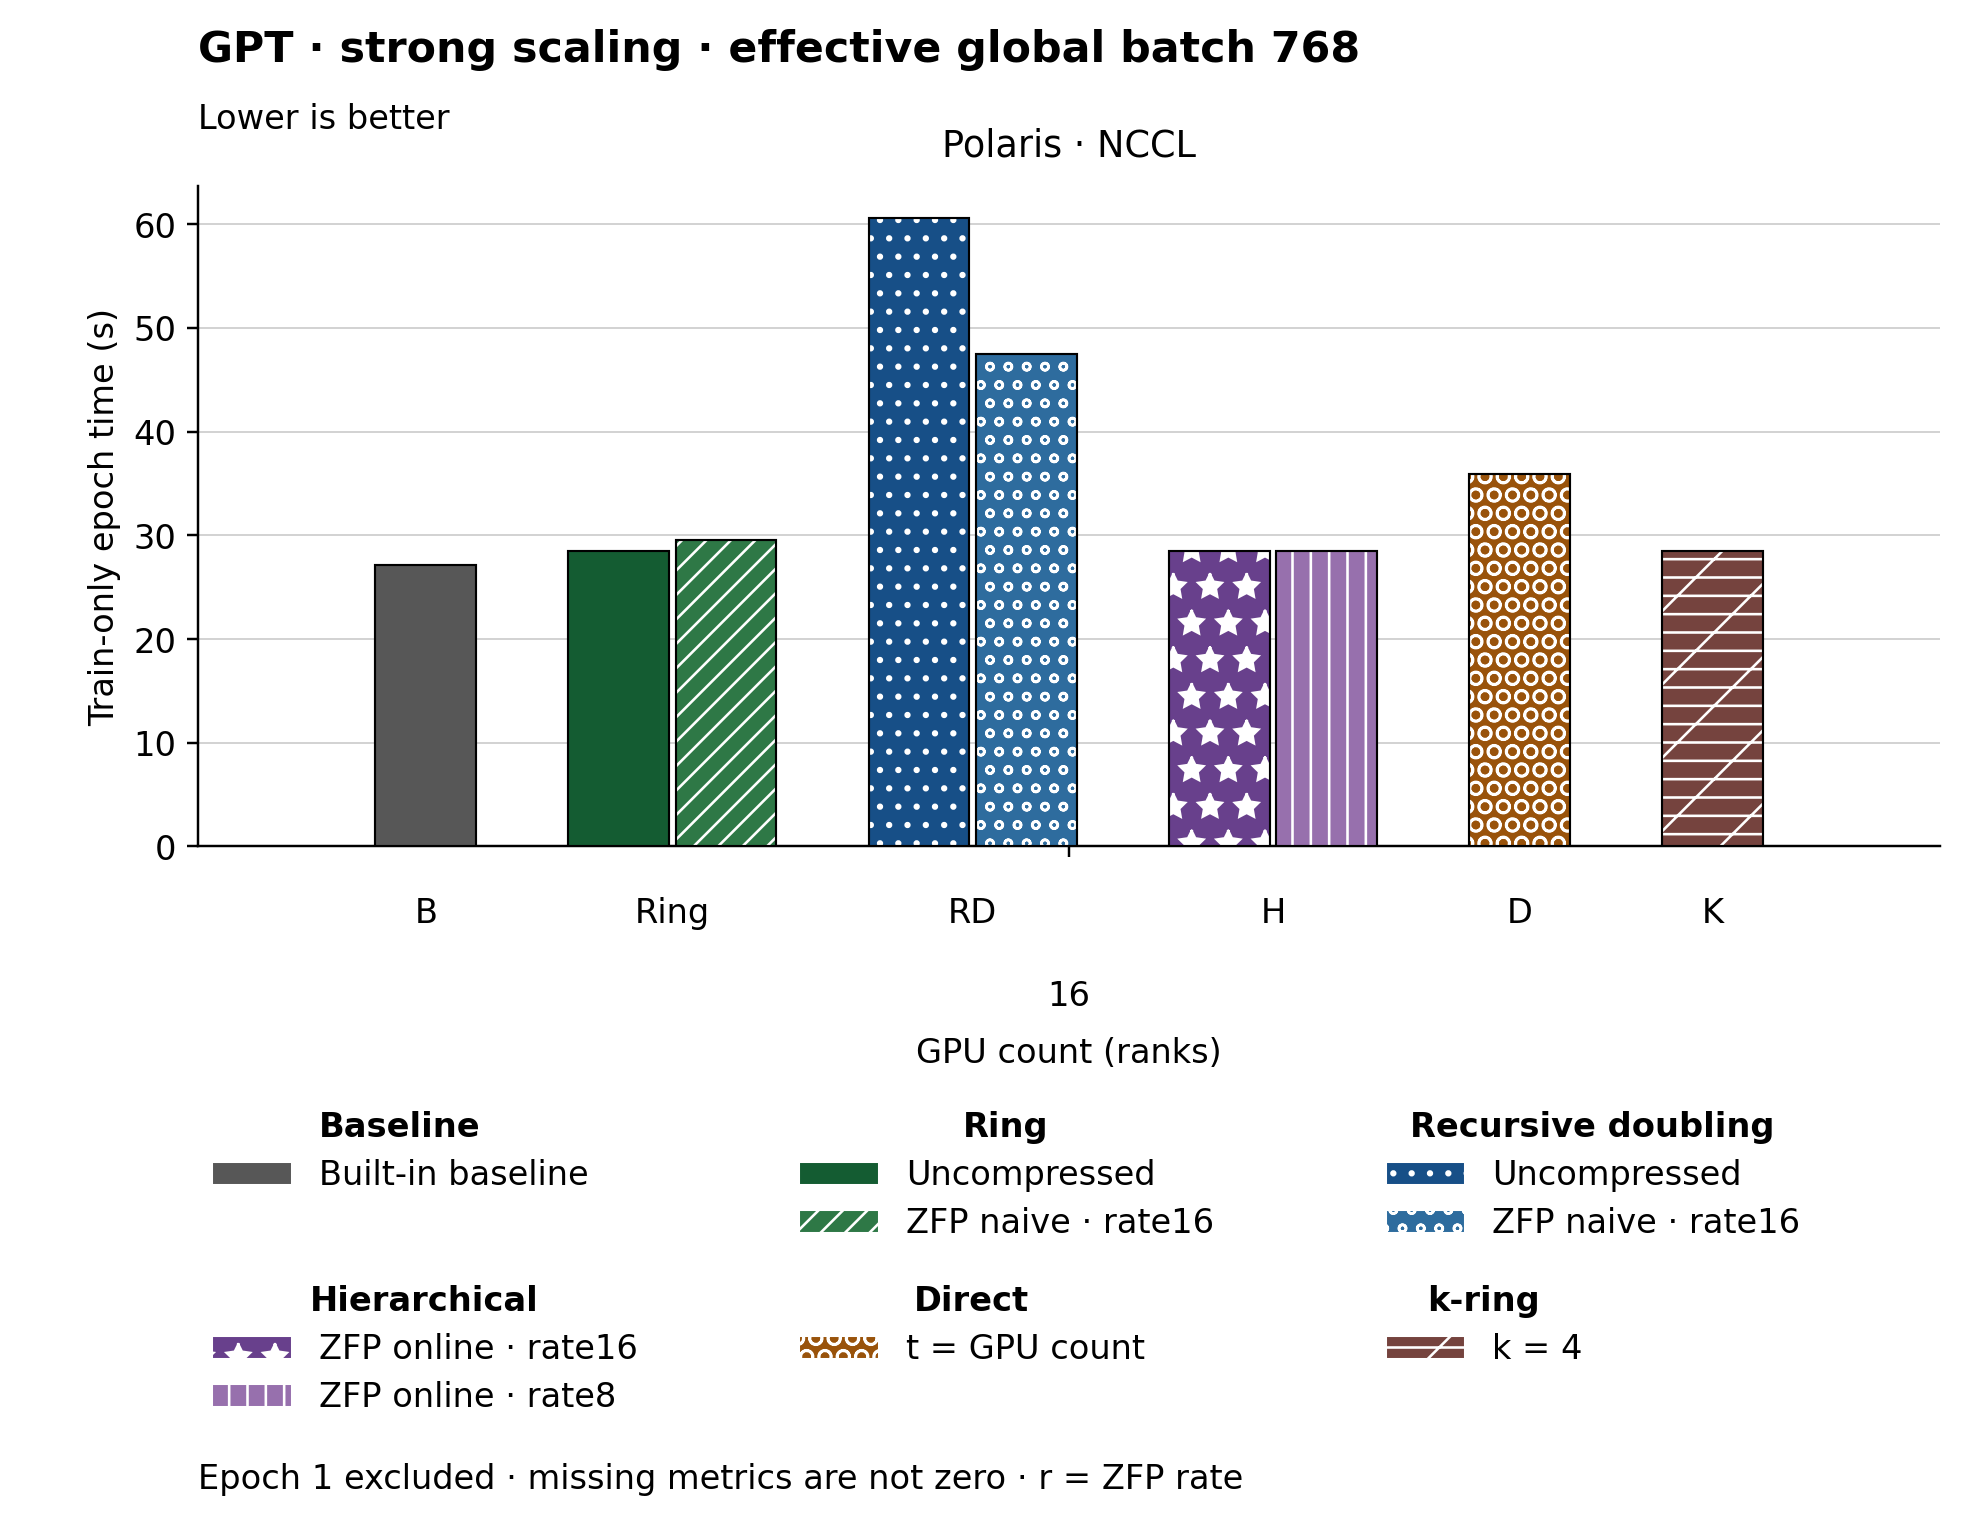 GPT · strong scaling · effective global batch 768
Lower is better
Polaris · NCCL
Train-only epoch time (s)
60
50
40
30
20
10
0
B Ring RD H D K
16
GPU count (ranks)
Baseline Ring Recursive doubling
Built-in baseline Uncompressed Uncompressed
ZFP naive · rate16 ZFP naive · rate16
Hierarchical Direct k-ring
ZFP online · rate16 t = GPU count k = 4
ZFP online · rate8
Epoch 1 excluded · missing metrics are not zero · r = ZFP rate